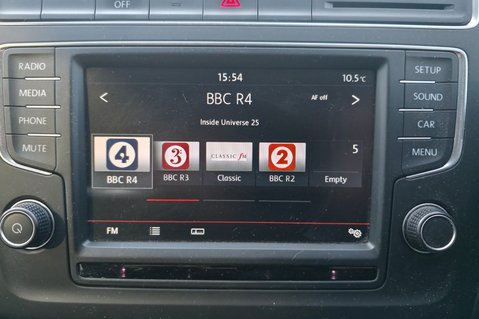 OFF
RADIO
MEDIA
PHONE
MUTE
SETUP
SOUND
CAR
MENU
15:54
10.5°C
BBC R4
AF off
Inside Universe 25
4
BBC R4
3
BBC R3
CLASSIC fM
Classic
2
BBC R2
5
Empty
FM